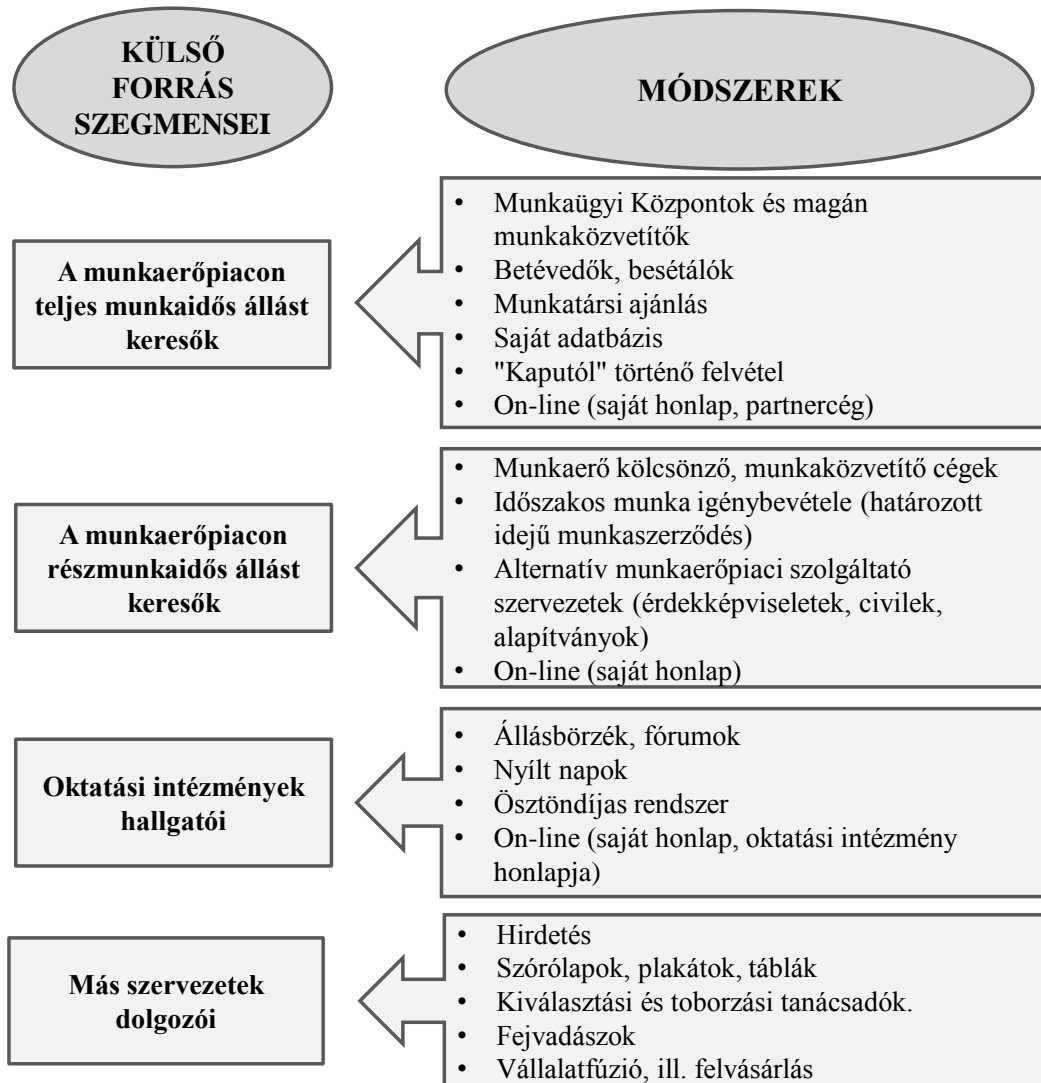 KÜLSŐ
FORRÁS
SZEGMENSEI
MÓDSZEREK
A munkaerőpiacon
teljes munkaidős állást
keresők
• Munkaügyi Központok és magán
munkaközvetítők
• Betévedők, besétálók
• Munkatársi ajánlás
• Saját adatbázis
• "Kaputól" történő felvétel
• On-line (saját honlap, partnercég)
A munkaerőpiacon
részmunkaidős állást
keresők
• Munkaerő kölcsönző, munkaközvetítő cégek
• Időszakos munka igénybevétele (határozott
idejű munkaszerződés)
• Alternatív munkaerőpiaci szolgáltató
szervezetek (érdekképviseletek, civilek,
alapítványok)
• On-line (saját honlap)
Oktatási intézmények
hallgatói
• Állásbörzék, fórumok
• Nyílt napok
• Ösztöndíjas rendszer
• On-line (saját honlap, oktatási intézmény
honlapja)
Más szervezetek
dolgozói
• Hirdetés
• Szórólapok, plakátok, táblák
• Kiválasztási és toborzási tanácsadók.
• Fejvadászok
• Vállalatfúzió, ill. felvásárlás